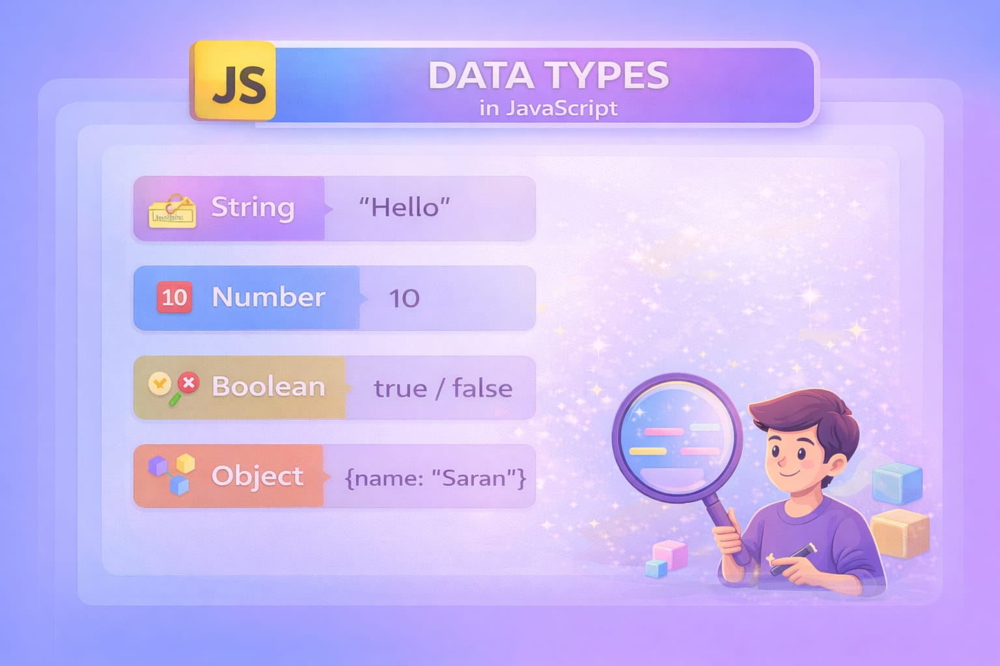 JS
DATA TYPES
in JavaScript
String
“Hello”
10
Number
10
Boolean
true / false
Object
{name: “Saran”}